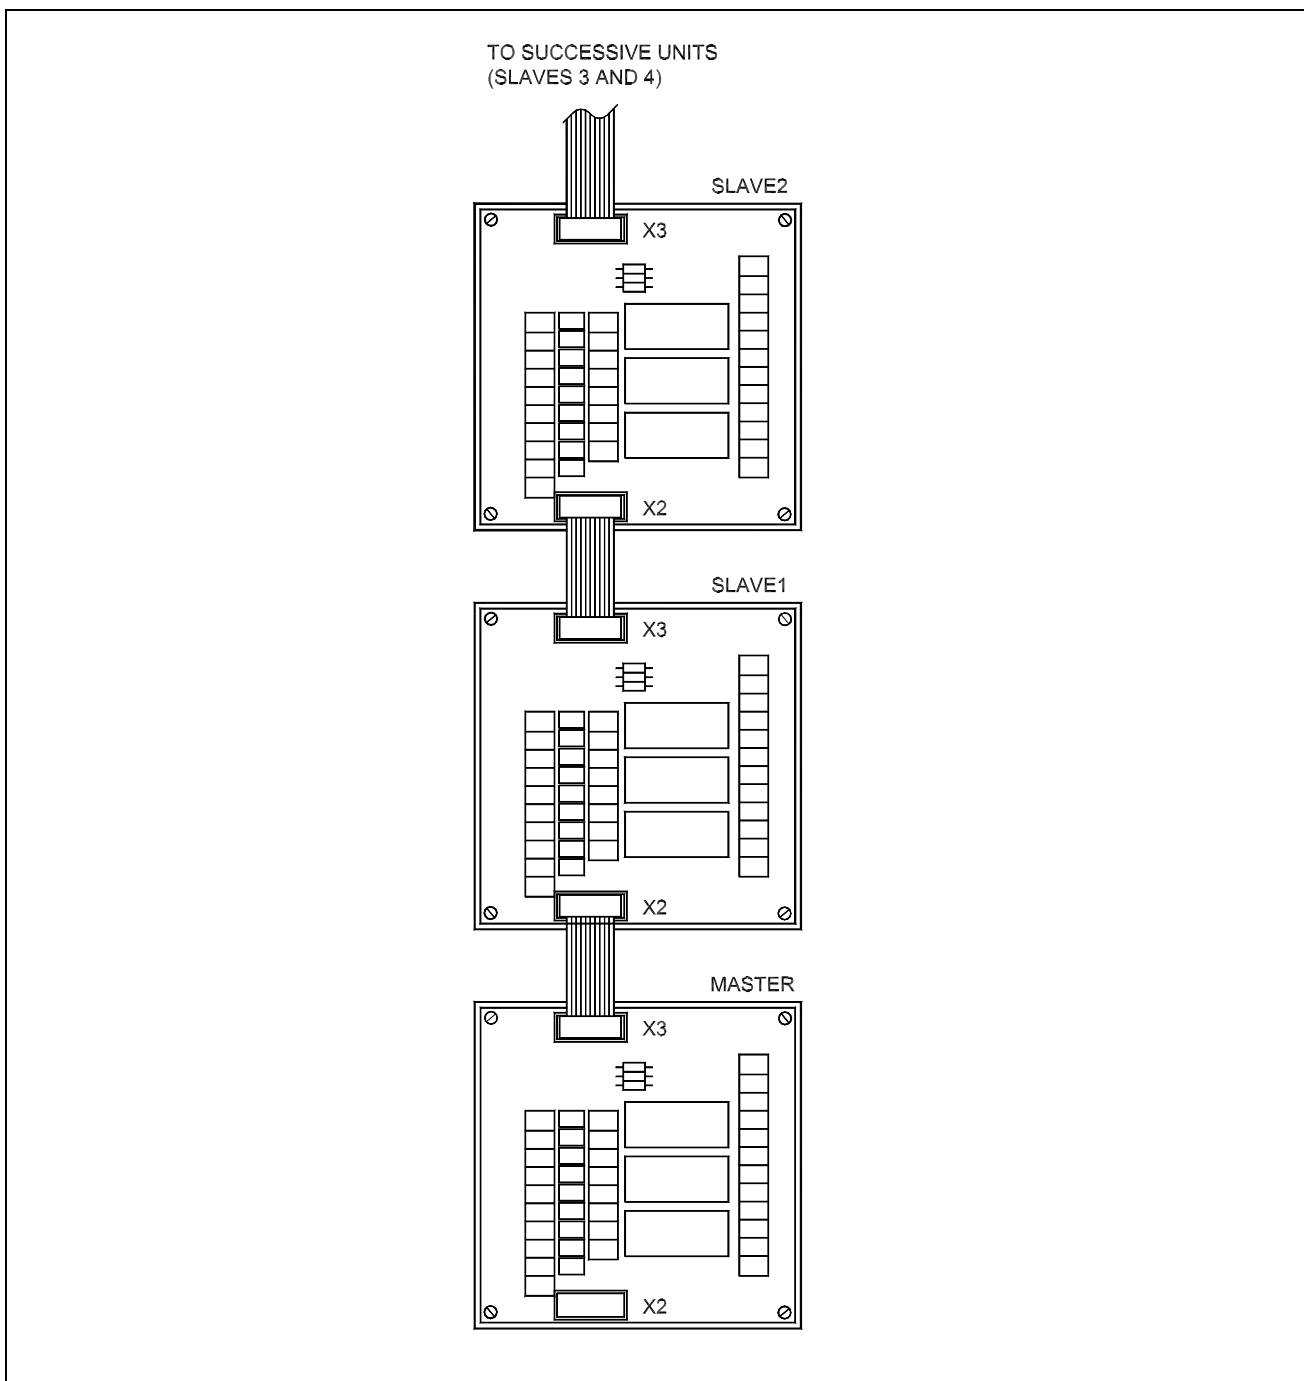 TO SUCCESSIVE UNITS
(SLAVES 3 AND 4)
SLAVE2
X3
X2
SLAVE1
X3
X2
MASTER
X3
X2